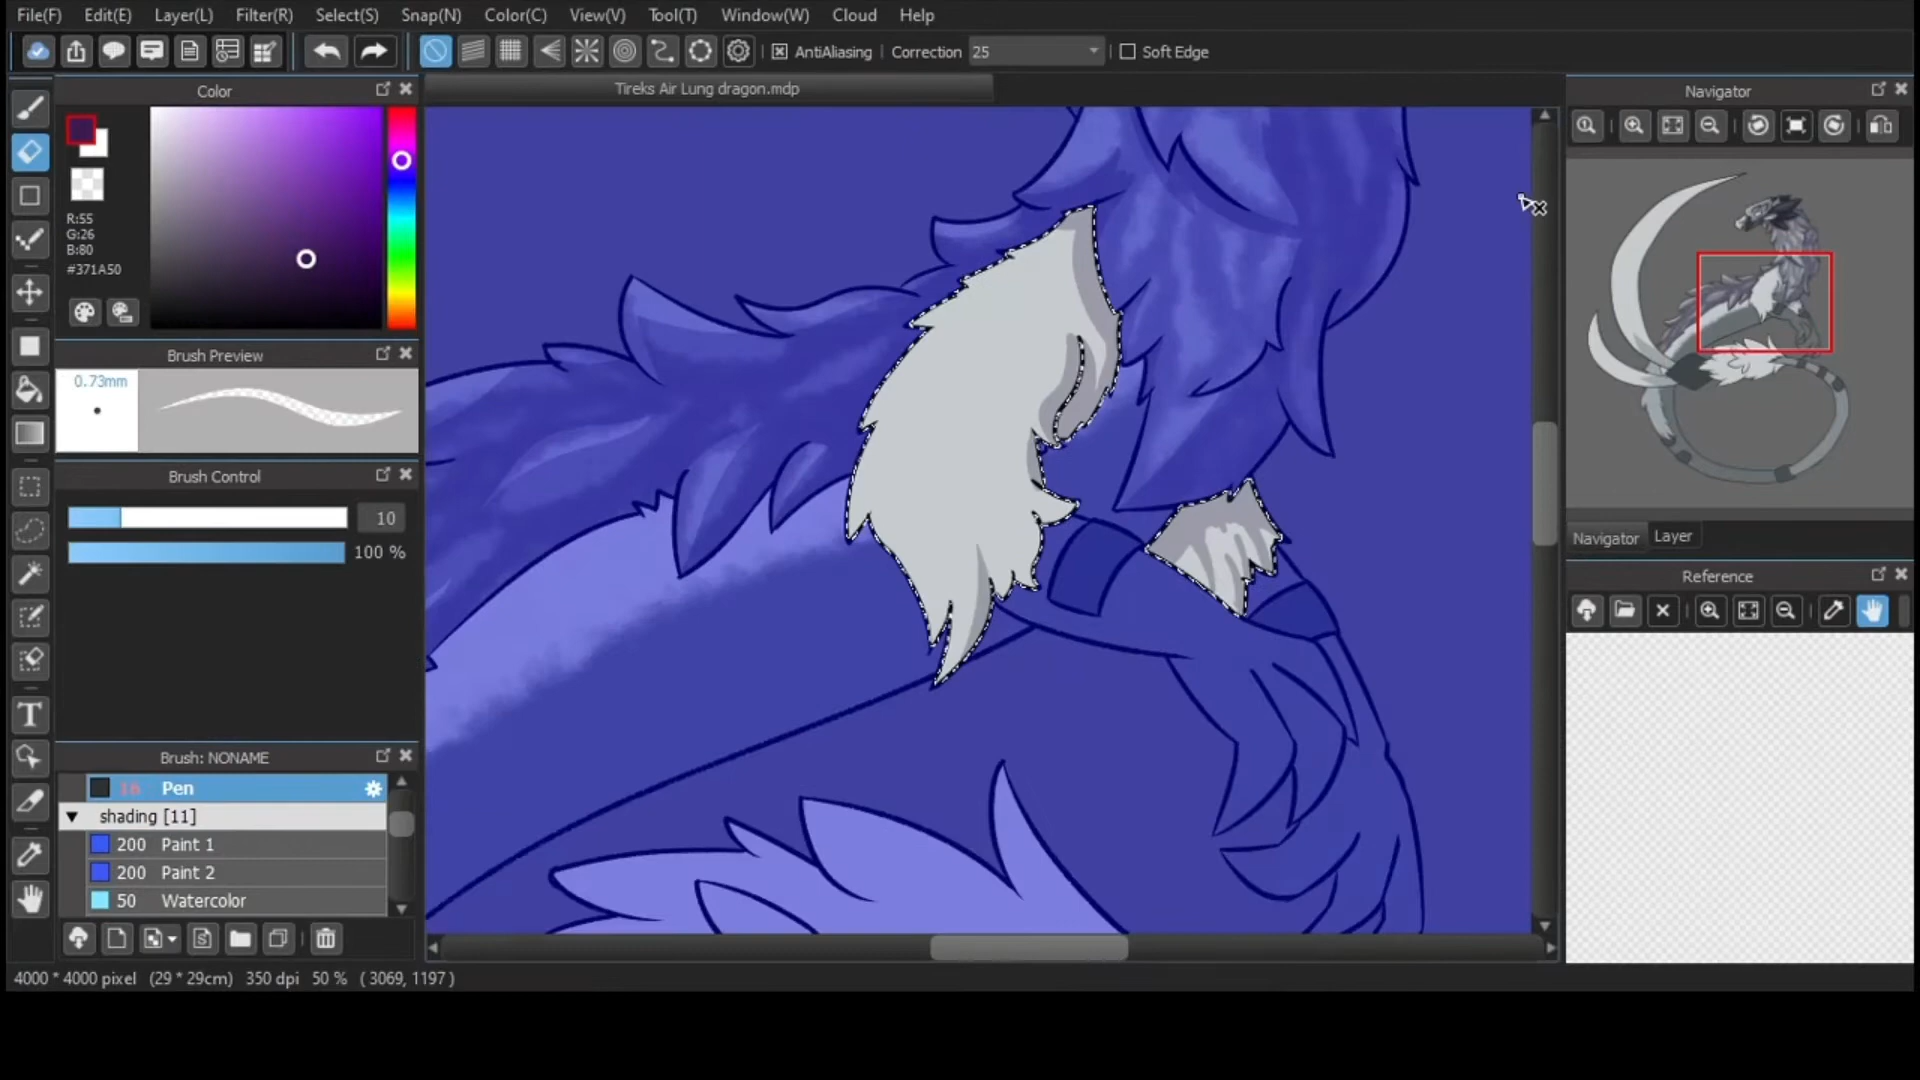 File(F) Edit(E) Layer(L) Filter(R) Select(S) Snap(N) Color(C) View(V) Tool(T) Window(W) Cloud Help
AntiAliasing Correction 25 Soft Edge
Color
Tireks Air Lung dragon.mdp
Navigator
R:55
G:26
B:80
#371A50
Brush Preview
0.73mm
Brush Control
10
100 %
Navigator Layer
Reference
Brush: NONAME
16 Pen
shading [11]
200 Paint 1
200 Paint 2
50 Watercolor
4000 * 4000 pixel (29 * 29cm) 350 dpi 50 % ( 3069, 1197 )